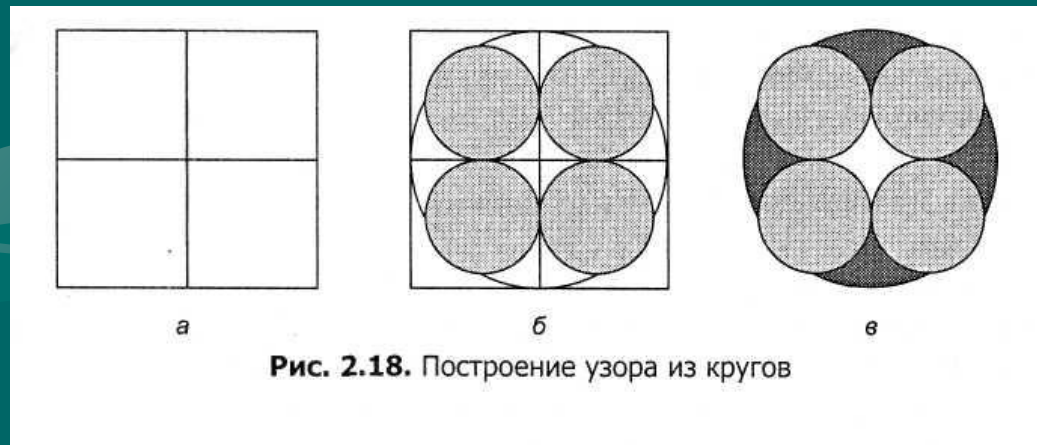 а
б
в
Рис. 2.18. Построение узора из кругов